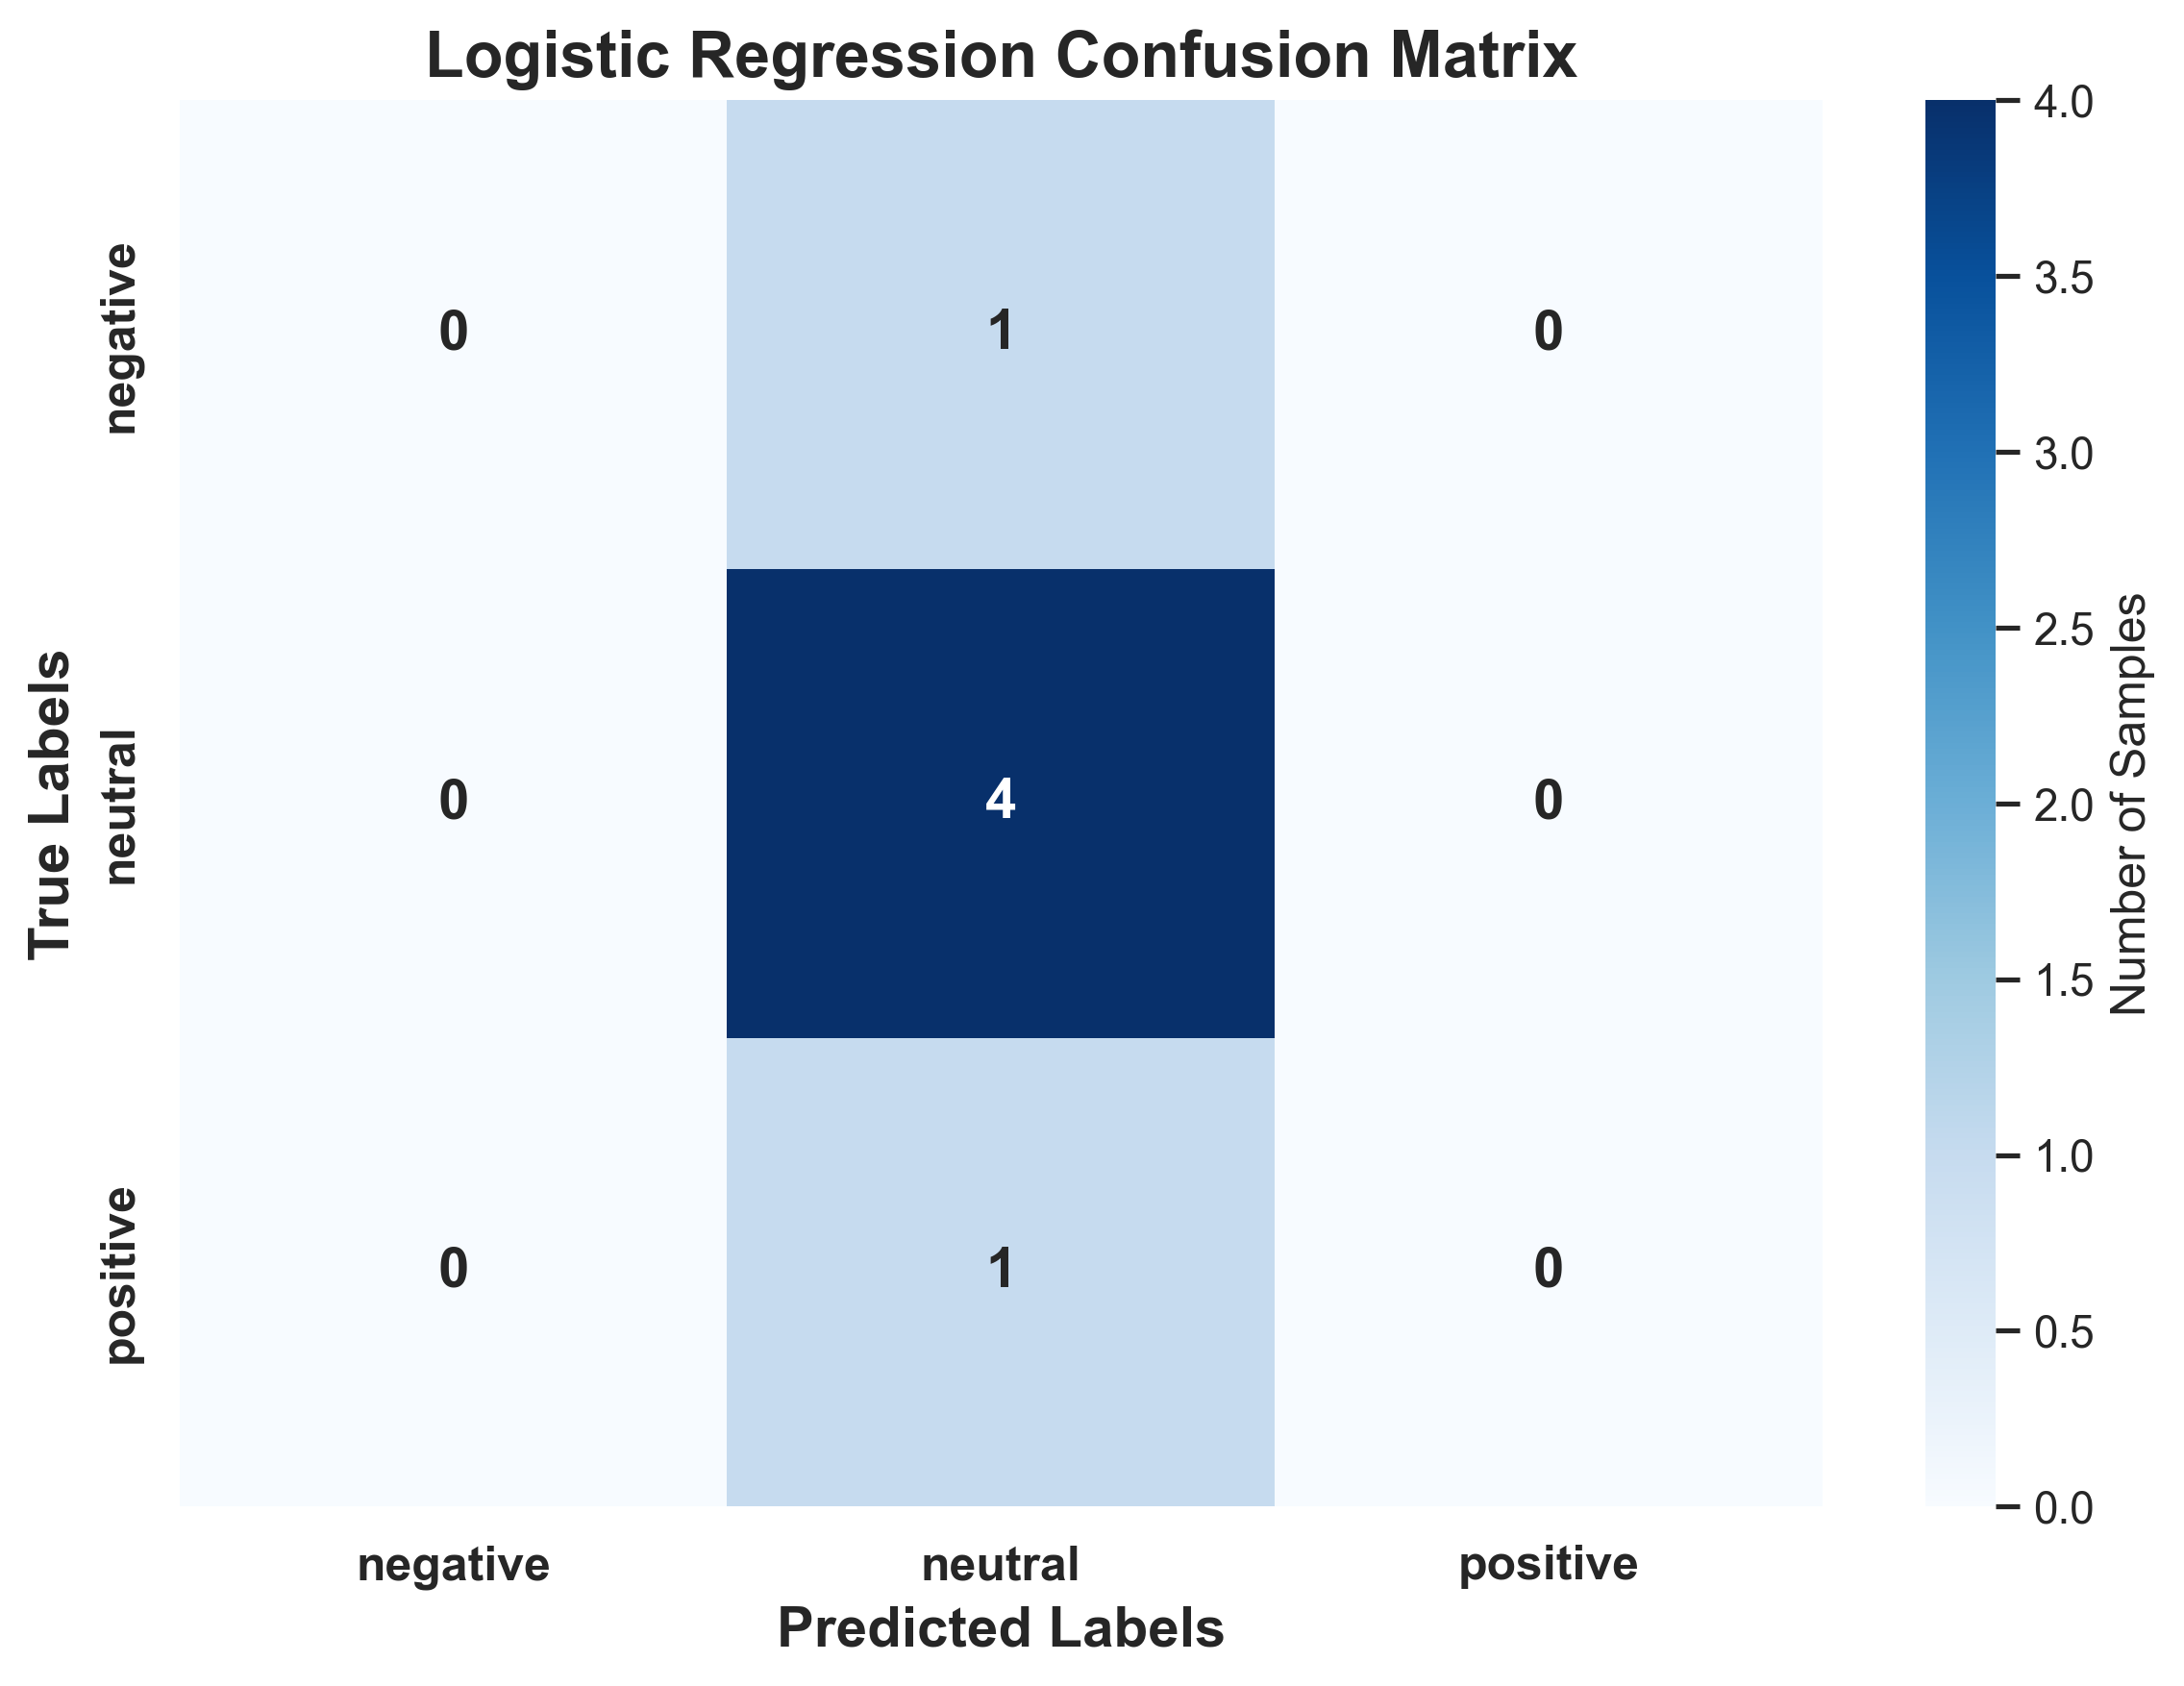 Logistic Regression Confusion Matrix
True Labels
negative
0 1 0
neutral
0 4 0
positive
0 1 0
negative neutral positive
Predicted Labels
4.0
3.5
3.0
2.5
2.0
1.5
1.0
0.5
0.0
Number of Samples